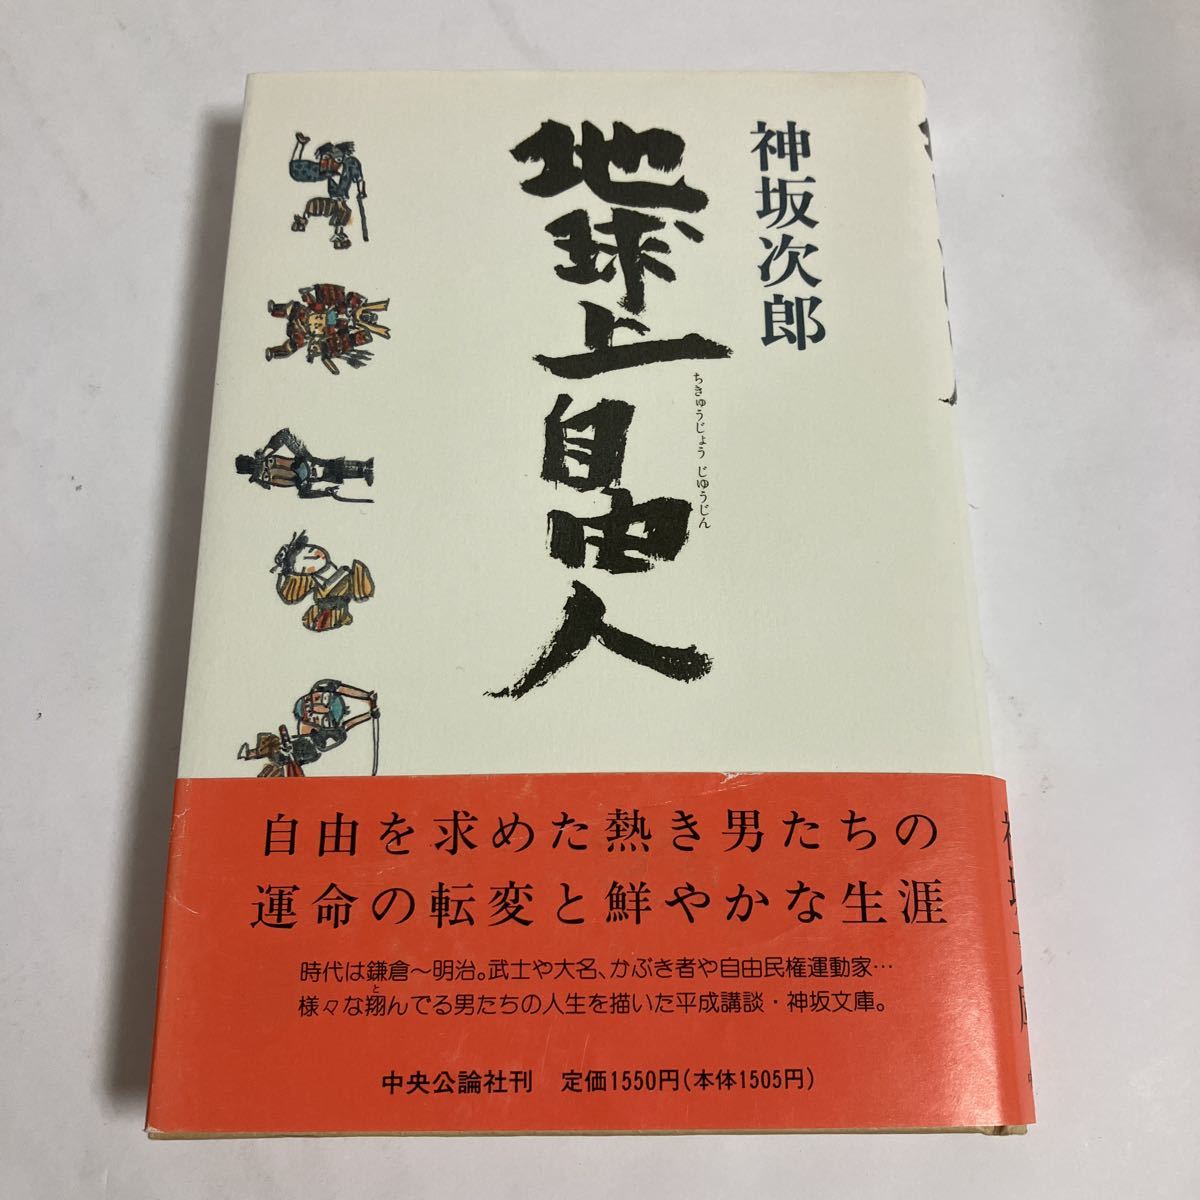 神坂次郎
地球上自由人
ちきゅうじょう じゆうじん
自由を求めた熱き男たちの
運命の転変と鮮やかな生涯
時代は鎌倉〜明治。武士や大名、かぶき者や自由民権運動家…
様々な翔んでる男たちの人生を描いた平成講談・神坂文庫。
と
中央公論社刊 定価1550円(本体1505円)